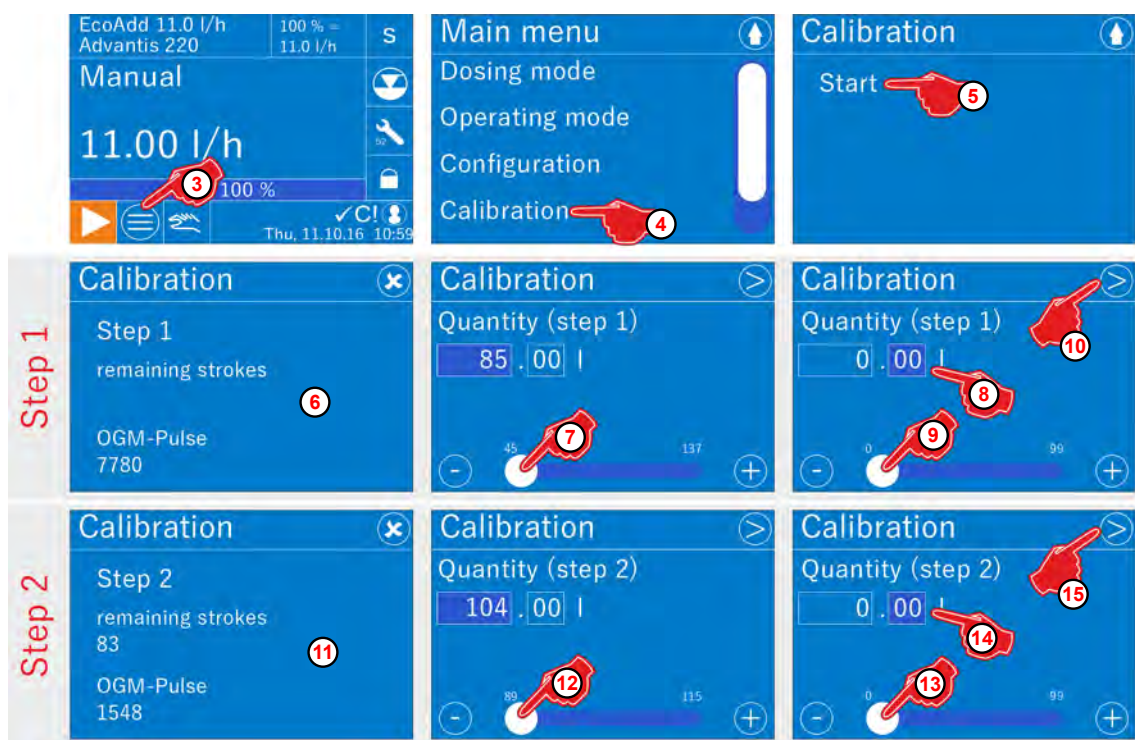 EcoAdd 11.0 l/h
Advantis 220
100 % =
11.0 l/h
S
Manual
11.00 l/h
52
3
100 %
✓C!
Thu, 11.10.16 10:59
Main menu
Dosing mode
Operating mode
Configuration
Calibration
4
Calibration
Start
5
Step 1
Calibration
Step 1
remaining strokes
6
OGM-Pulse
7780
Calibration
>
Quantity (step 1)
85.00 l
7
45
137
-
+
Calibration
>
10
Quantity (step 1)
0.00 l
8
9
0
99
-
+
Step 2
Calibration
Step 2
remaining strokes
83
11
OGM-Pulse
1548
Calibration
>
Quantity (step 2)
104.00 l
12
89
115
-
+
Calibration
>
15
Quantity (step 2)
0.00 l
14
13
0
99
-
+